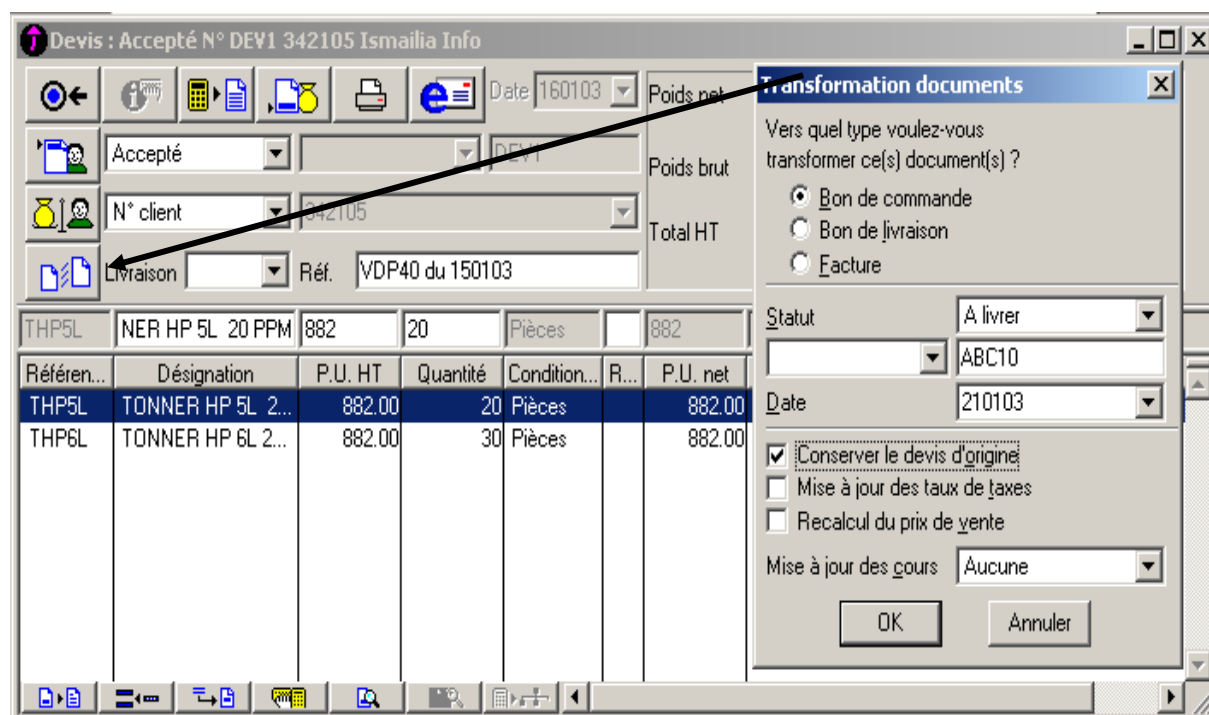 Devis : Accepté N° DEV1 342105 Ismailia Info
Date 160103
Poids net
Accepté
DEV1
Poids brut
N° client
342105
Total HT
Livraison
Réf.
VDP40 du 150103
THP5L NER HP 5L 20 PPM 882 20 Pièces 882
Référen... Désignation P.U. HT Quantité Condition... R... P.U. net
THP5L TONNER HP 5L 2... 882.00 20 Pièces 882.00
THP6L TONNER HP 6L 2... 882.00 30 Pièces 882.00
Transformation documents
Vers quel type voulez-vous
transformer ce(s) document(s) ?
Bon de commande
Bon de livraison
Facture
Statut A livrer
ABC10
Date 210103
Conserver le devis d'origine
Mise à jour des taux de taxes
Recalcul du prix de vente
Mise à jour des cours Aucune
OK Annuler